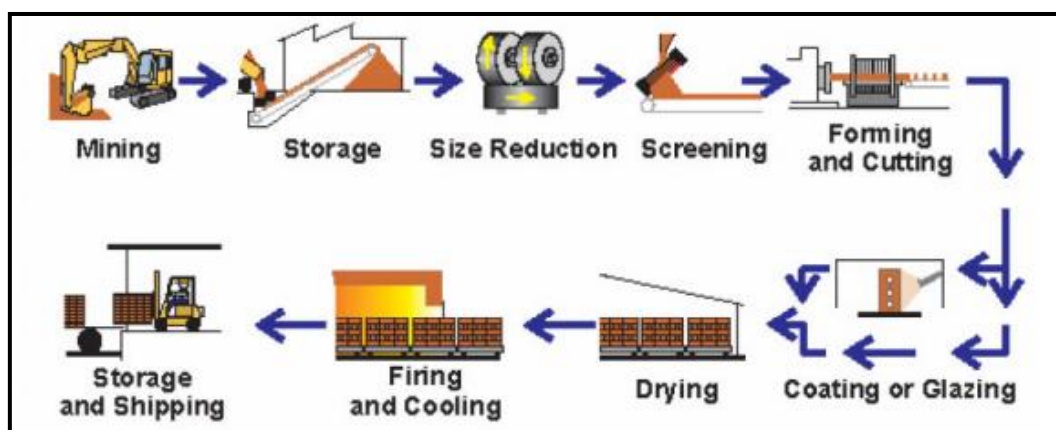 Mining
Storage
Size Reduction
Screening
Forming
and Cutting
Storage
and Shipping
Firing
and Cooling
Drying
Coating or Glazing